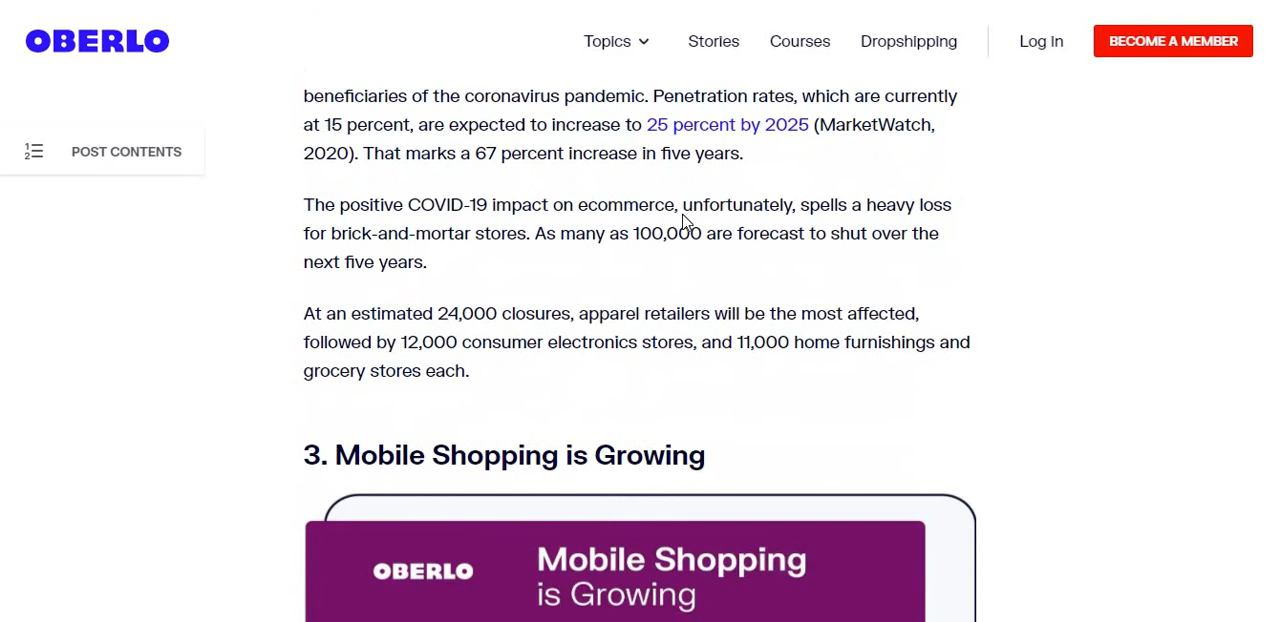 OBERLO
Topics Stories Courses Dropshipping Log In BECOME A MEMBER
beneficiaries of the coronavirus pandemic. Penetration rates, which are currently
at 15 percent, are expected to increase to 25 percent by 2025 (MarketWatch,
2020). That marks a 67 percent increase in five years.
1 2 POST CONTENTS
The positive COVID-19 impact on ecommerce, unfortunately, spells a heavy loss
for brick-and-mortar stores. As many as 100,000 are forecast to shut over the
next five years.
At an estimated 24,000 closures, apparel retailers will be the most affected,
followed by 12,000 consumer electronics stores, and 11,000 home furnishings and
grocery stores each.
3. Mobile Shopping is Growing
OBERLO
Mobile Shopping
is Growing